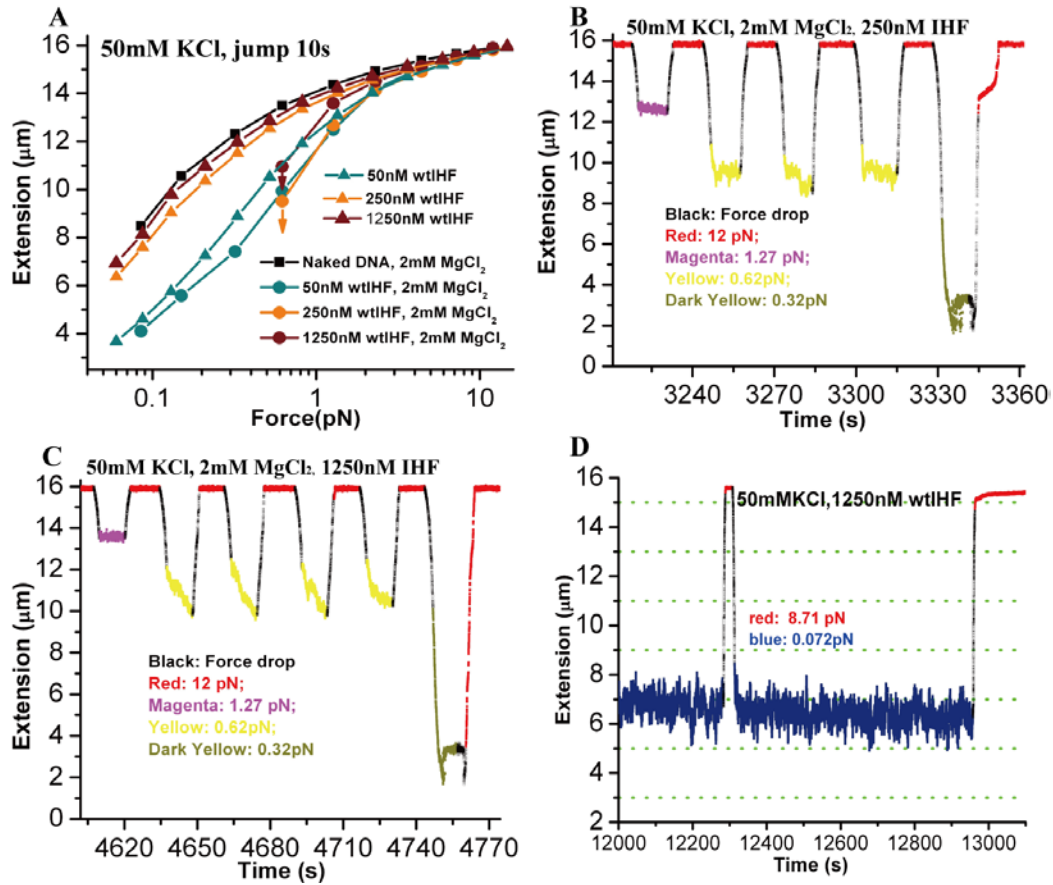 A
50mM KCl, jump 10s
Extension (μm)
16
14
12
10
8
6
4
50nM wtIHF
250nM wtIHF
1250nM wtIHF
Naked DNA, 2mM MgCl2
50nM wtIHF, 2mM MgCl2
250nM wtIHF, 2mM MgCl2
1250nM wtIHF, 2mM MgCl2
0.1
1
10
Force(pN)
B
50mM KCl, 2mM MgCl2, 250nM IHF
Extension (μm)
16
14
12
10
8
6
4
2
0
Black: Force drop
Red: 12 pN;
Magenta: 1.27 pN;
Yellow: 0.62pN;
Dark Yellow: 0.32pN
3240 3270 3300 3330 3360
Time (s)
C
50mM KCl, 2mM MgCl2, 1250nM IHF
Extension (μm)
18
16
14
12
10
8
6
4
2
0
Black: Force drop
Red: 12 pN;
Magenta: 1.27 pN;
Yellow: 0.62pN;
Dark Yellow: 0.32pN
4620 4650 4680 4710 4740 4770
Time (s)
D
50mMKCl,1250nM wtIHF
Extension (μm)
16
14
12
10
8
6
4
2
red: 8.71 pN
blue: 0.072pN
12000 12200 12400 12600 12800 13000
Time (s)